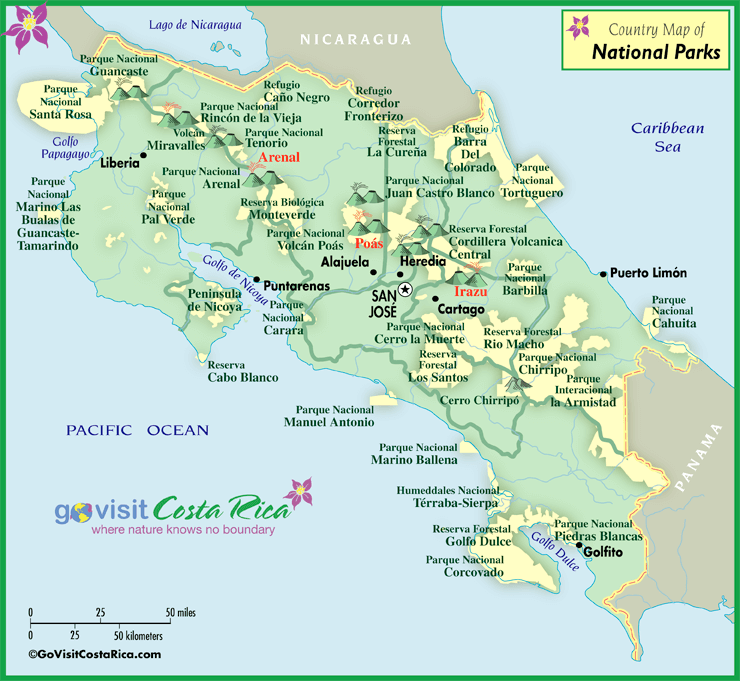 Lago de Nicaragua
NICARAGUA
Country Map of
National Parks
Parque Nacional
Guancaste
Parque
Nacional
Santa Rosa
Parque Nacional
Rincón de la Vieja
Refugio
Caño Negro
Refugio
Corredor
Fronterizo
Caribbean
Sea
Golfo
Papagayo
Volcán
Miravalles
Parque Nacional
Tenorio
Reserva
Forestal
La Cureña
Refugio
Barra
Del
Colorado
Liberia
Arenal
Parque Nacional
Arenal
Parque
Nacional
Tortuguero
Parque Nacional
Juan Castro Blanco
Parque
Nacional
Marino Las
Bualas de
Guancaste-
Tamarindo
Parque
Nacional
Pal Verde
Reserva Biológica
Monteverde
Parque Nacional
Volcán Poás
Poás
Reserva Forestal
Cordillera Volcanica
Central
Golfo de Nicoya
Alajuela
Heredia
Irazu
Parque
Nacional
Barbilla
Puerto Limón
Puntarenas
SAN
JOSÉ
Cartago
Peninsula
de Nicoya
Parque
Nacional
Carara
Parque Nacional
Cerro la Muerte
Reserva Forestal
Rio Macho
Parque
Nacional
Cahuita
Reserva
Cabo Blanco
Reserva
Forestal
Los Santos
Parque Nacional
Chirripo
Parque
Interacional
la Armistad
Cerro Chirripó
Parque Nacional
Manuel Antonio
PACIFIC OCEAN
Parque Nacional
Marino Ballena
PANAMA
govisit Costa Rica
where nature knows no boundary
Humeddales Nacional
Térraba-Sierpa
Reserva Forestal
Golfo Dulce
Parque Nacional
Piedras Blancas
Golfito
Golfo Dulce
Parque Nacional
Corcovado
0 25 50 miles
0 25 50 kilometers
©GoVisitCostaRica.com